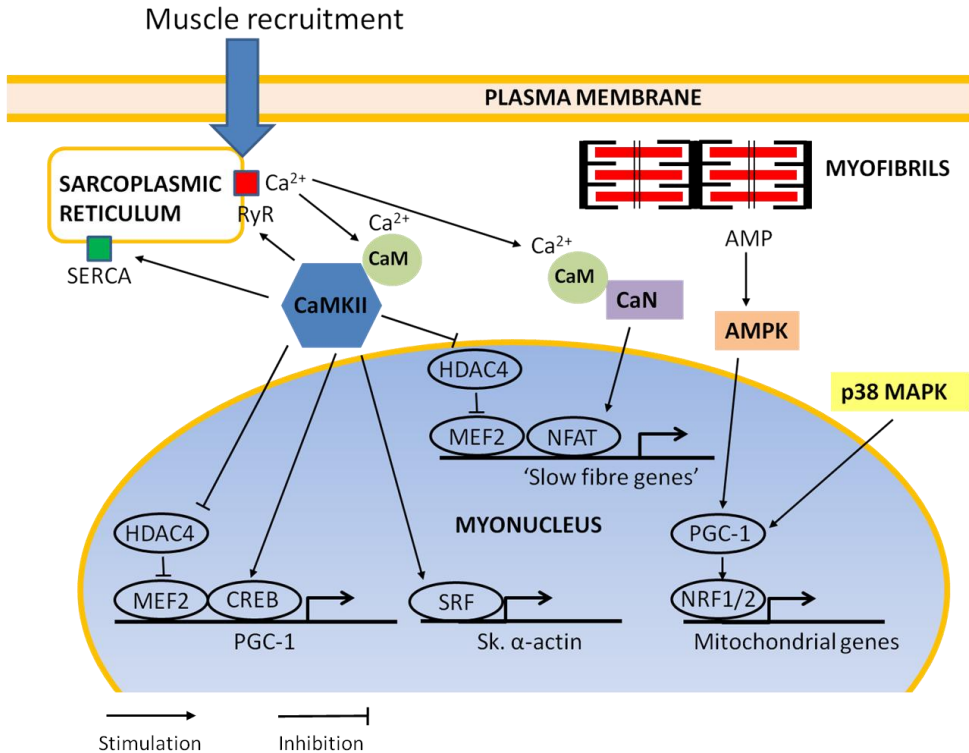 Muscle recruitment
PLASMA MEMBRANE
SARCOPLASMIC
RETICULUM
Ca²⁺
RyR
SERCA
Ca²⁺
CaM
CaMKII
Ca²⁺
CaM
CaN
MYOFIBRILS
AMP
AMPK
p38 MAPK
HDAC4
MEF2
NFAT
'Slow fibre genes'
MYONUCLEUS
HDAC4
MEF2
CREB
PGC-1
SRF
Sk. α-actin
PGC-1
NRF1/2
Mitochondrial genes
Stimulation
Inhibition